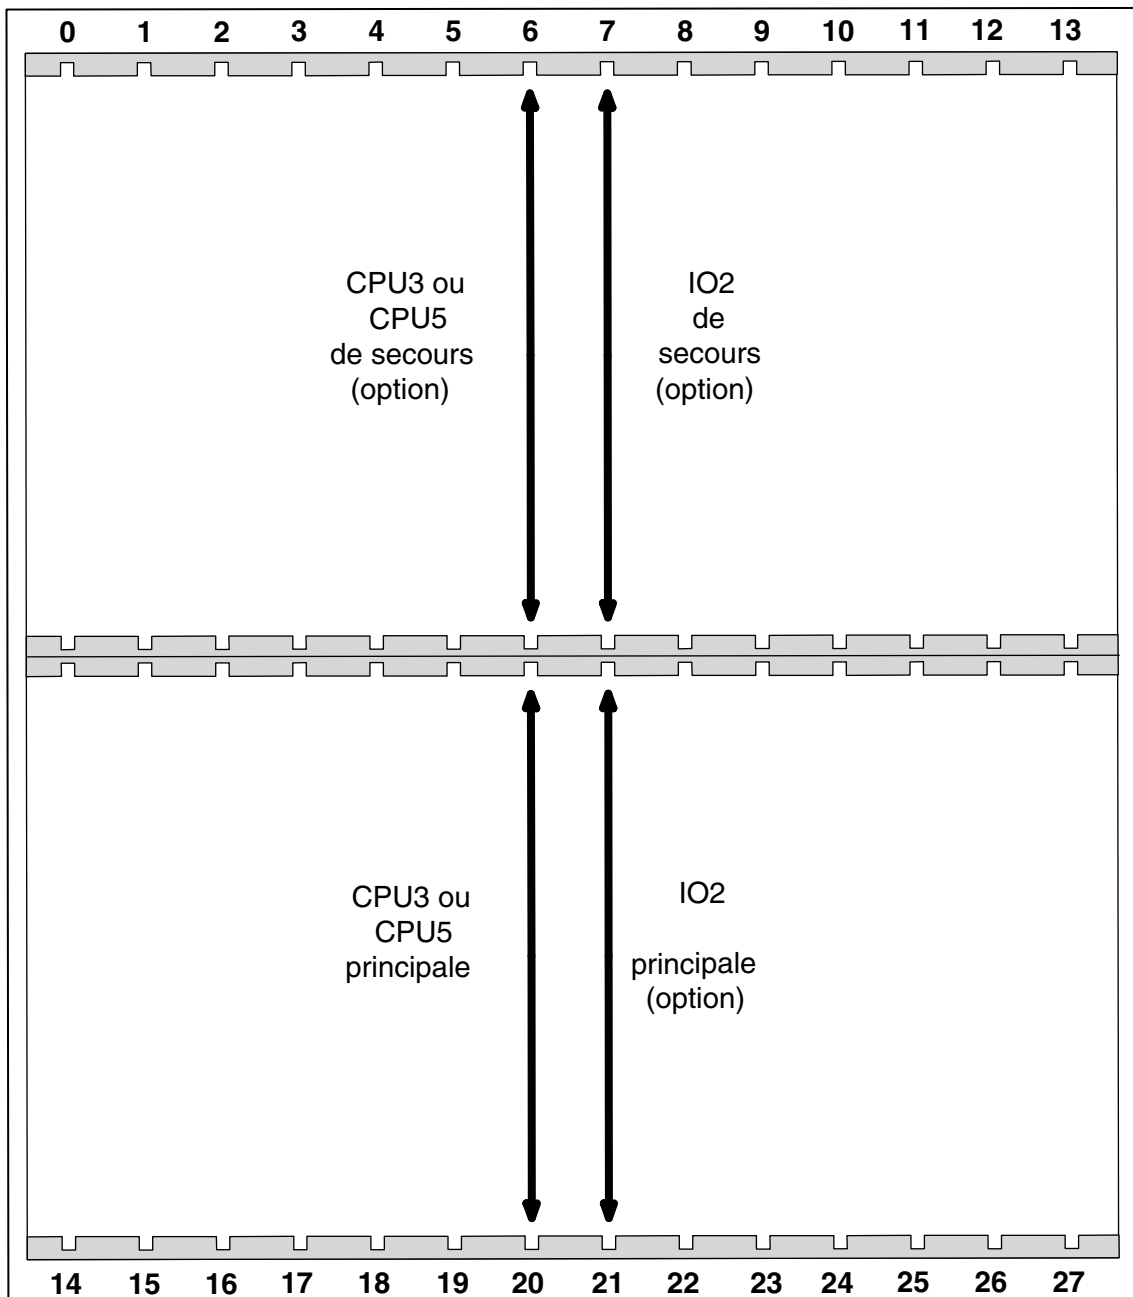 0 1 2 3 4 5 6 7 8 9 10 11 12 13
CPU3 ou
CPU5
de secours
(option)
IO2
de
secours
(option)
CPU3 ou
CPU5
principale
IO2
principale
(option)
14 15 16 17 18 19 20 21 22 23 24 25 26 27